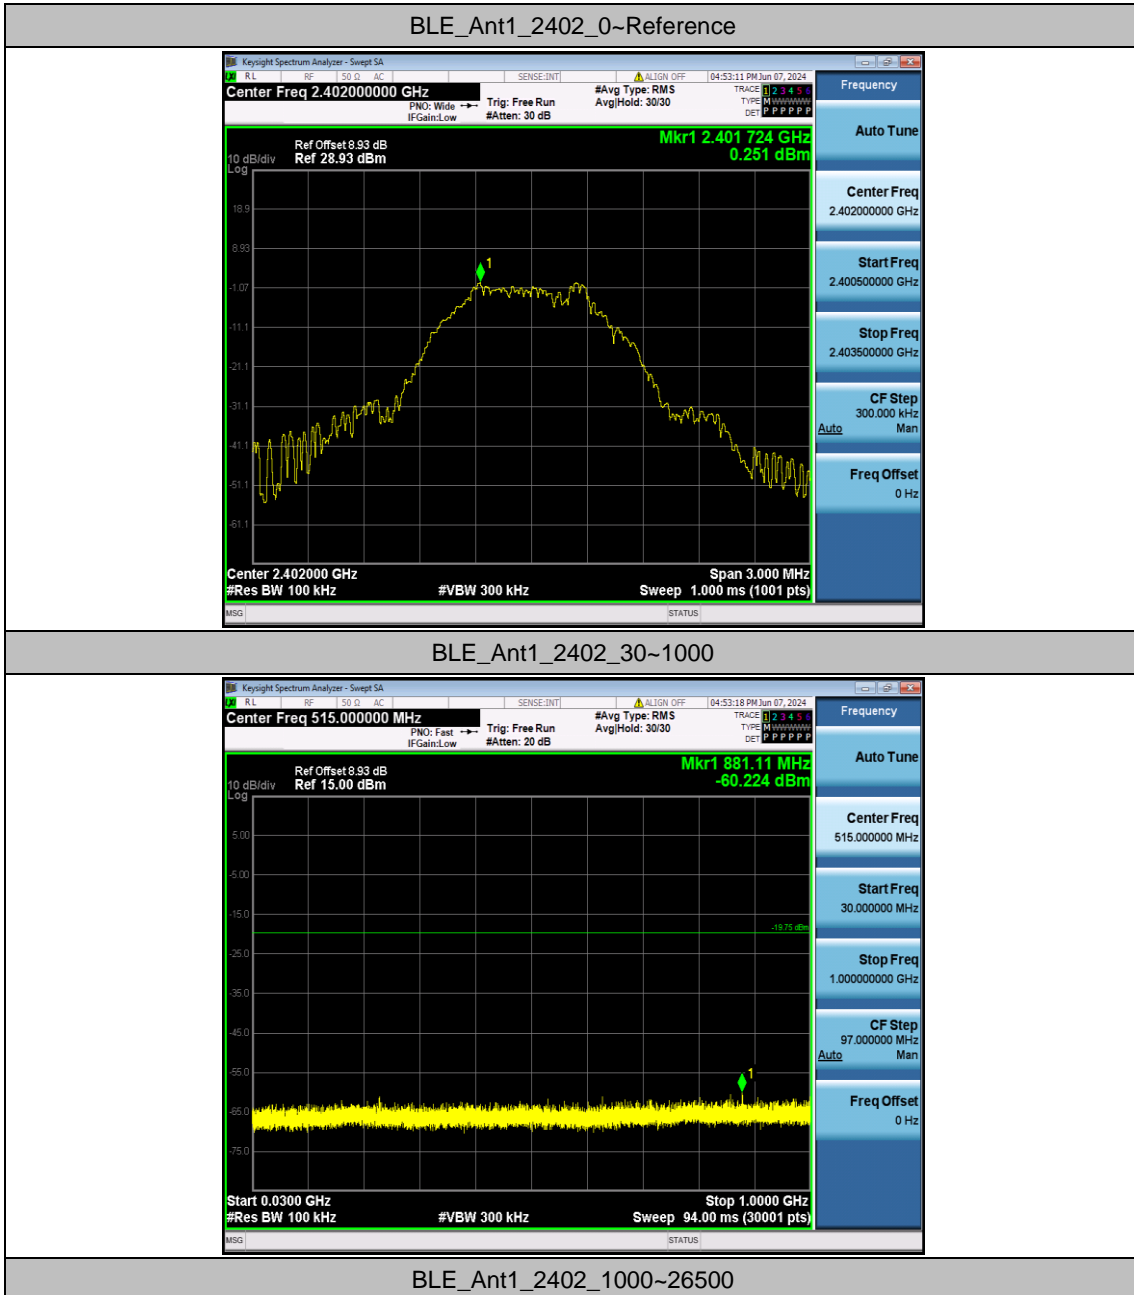 BLE_Ant1_2402_0~Reference
Keysight Spectrum Analyzer - Swept SA
RL RF 50 Ω AC SENSE:INT ALIGN OFF 04:53:11 PM Jun 07, 2024
Center Freq 2.402000000 GHz #Avg Type: RMS TRACE 1 2 3 4 5 6
PNO: Wide Trig: Free Run Avg|Hold: 30/30 TYPE M WWWWW
IFGain:Low #Atten: 30 dB DET P P P P P P
Mkr1 2.401 724 GHz
0.251 dBm
Ref Offset 8.93 dB
10 dB/div Ref 28.93 dBm
Log
18.9
8.93
-1.07
-11.1
-21.1
-31.1
-41.1
-51.1
-61.1
1
Center 2.402000 GHz Span 3.000 MHz
#Res BW 100 kHz #VBW 300 kHz Sweep 1.000 ms (1001 pts)
MSG STATUS
Frequency
Auto Tune
Center Freq
2.402000000 GHz
Start Freq
2.400500000 GHz
Stop Freq
2.403500000 GHz
CF Step
300.000 kHz
Auto Man
Freq Offset
0 Hz
BLE_Ant1_2402_30~1000
Keysight Spectrum Analyzer - Swept SA
RL RF 50 Ω AC SENSE:INT ALIGN OFF 04:53:18 PM Jun 07, 2024
Center Freq 515.000000 MHz #Avg Type: RMS TRACE 1 2 3 4 5 6
PNO: Fast Trig: Free Run Avg|Hold: 30/30 TYPE M WWWWW
IFGain:Low #Atten: 20 dB DET P P P P P P
Mkr1 881.11 MHz
-60.224 dBm
Ref Offset 8.93 dB
10 dB/div Ref 15.00 dBm
Log
5.00
-5.00
-15.0
-25.0
-35.0
-45.0
-55.0
-65.0
-75.0
-19.75 dBm
1
Start 0.0300 GHz Stop 1.0000 GHz
#Res BW 100 kHz #VBW 300 kHz Sweep 94.00 ms (30001 pts)
MSG STATUS
Frequency
Auto Tune
Center Freq
515.000000 MHz
Start Freq
30.000000 MHz
Stop Freq
1.000000000 GHz
CF Step
97.000000 MHz
Auto Man
Freq Offset
0 Hz
BLE_Ant1_2402_1000~26500